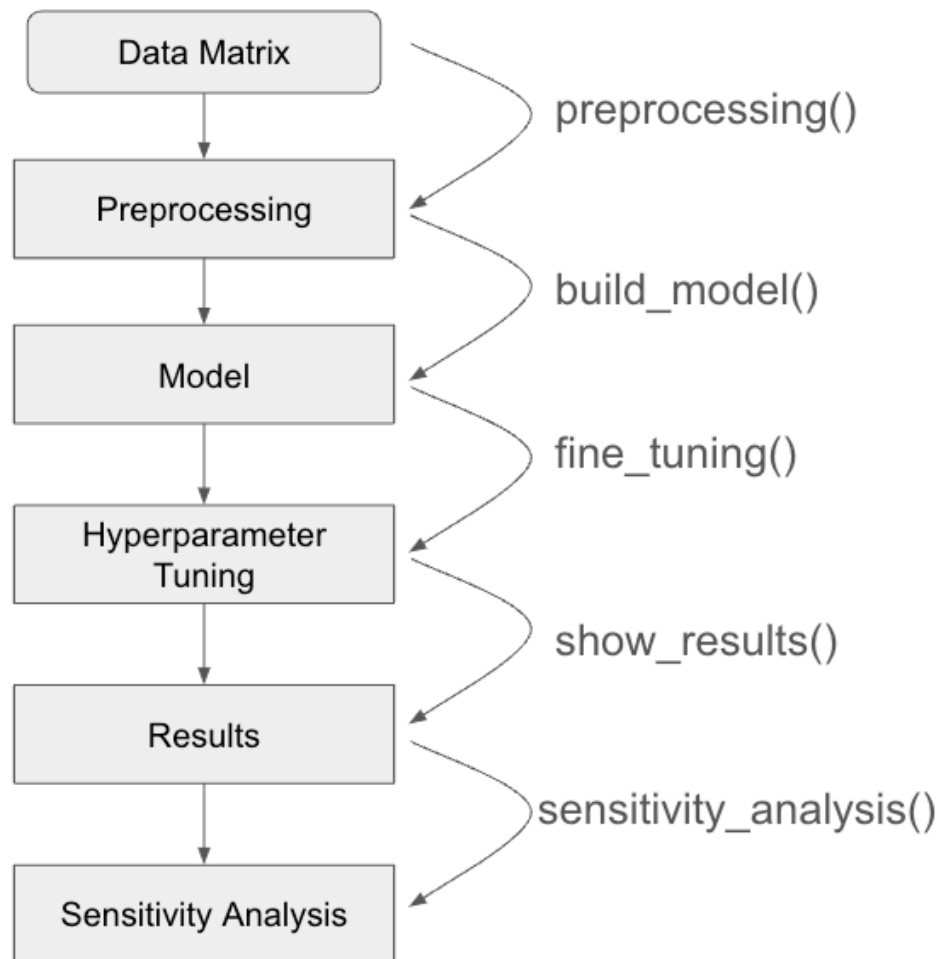 Data Matrix
preprocessing()
Preprocessing
build_model()
Model
fine_tuning()
Hyperparameter
Tuning
show_results()
Results
sensitivity_analysis()
Sensitivity Analysis